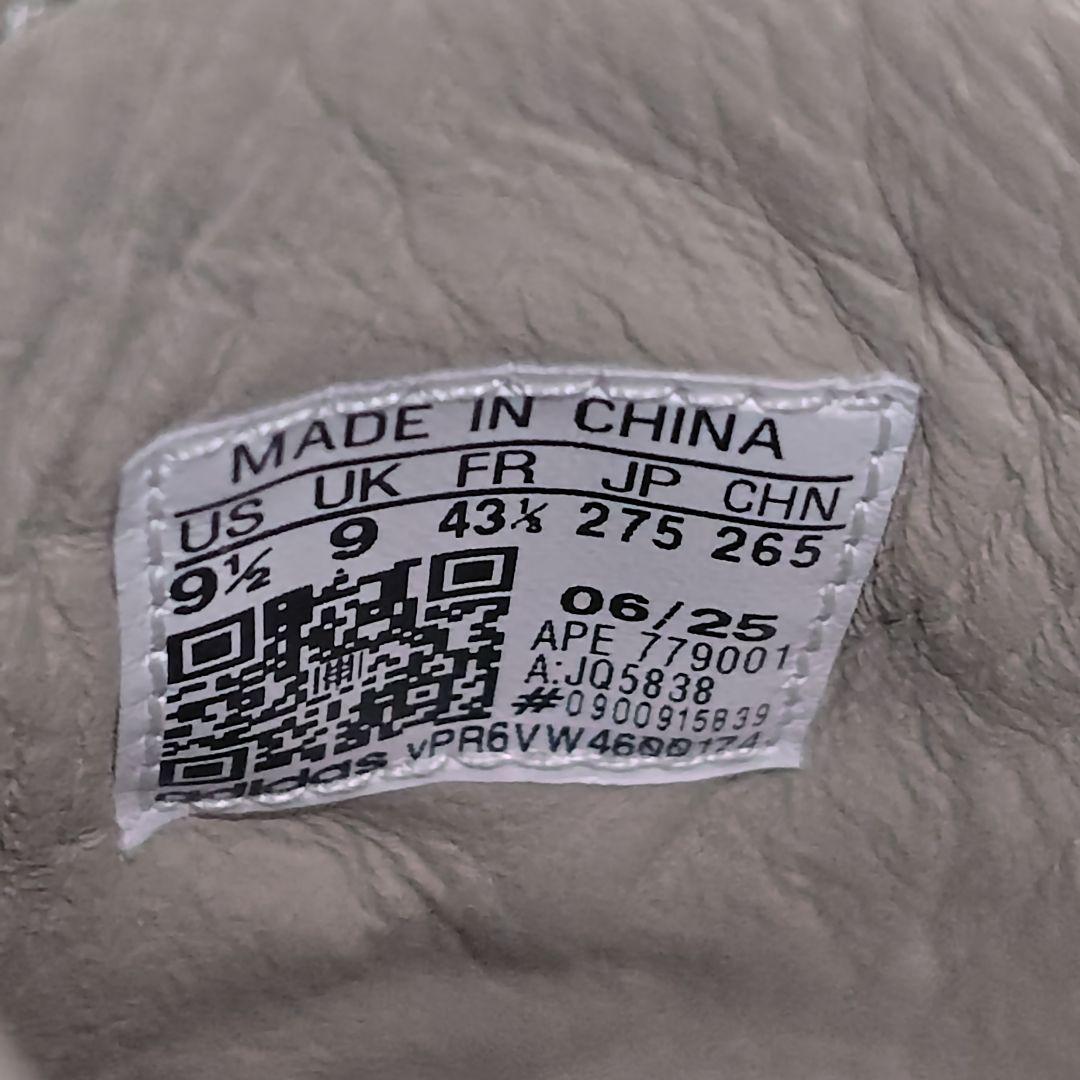 MADE IN CHINA
US UK FR JP CHN
9½ 9 43⅓ 275 265
06/25
APE 779001
A:JQ5838
#0900915839
adidas